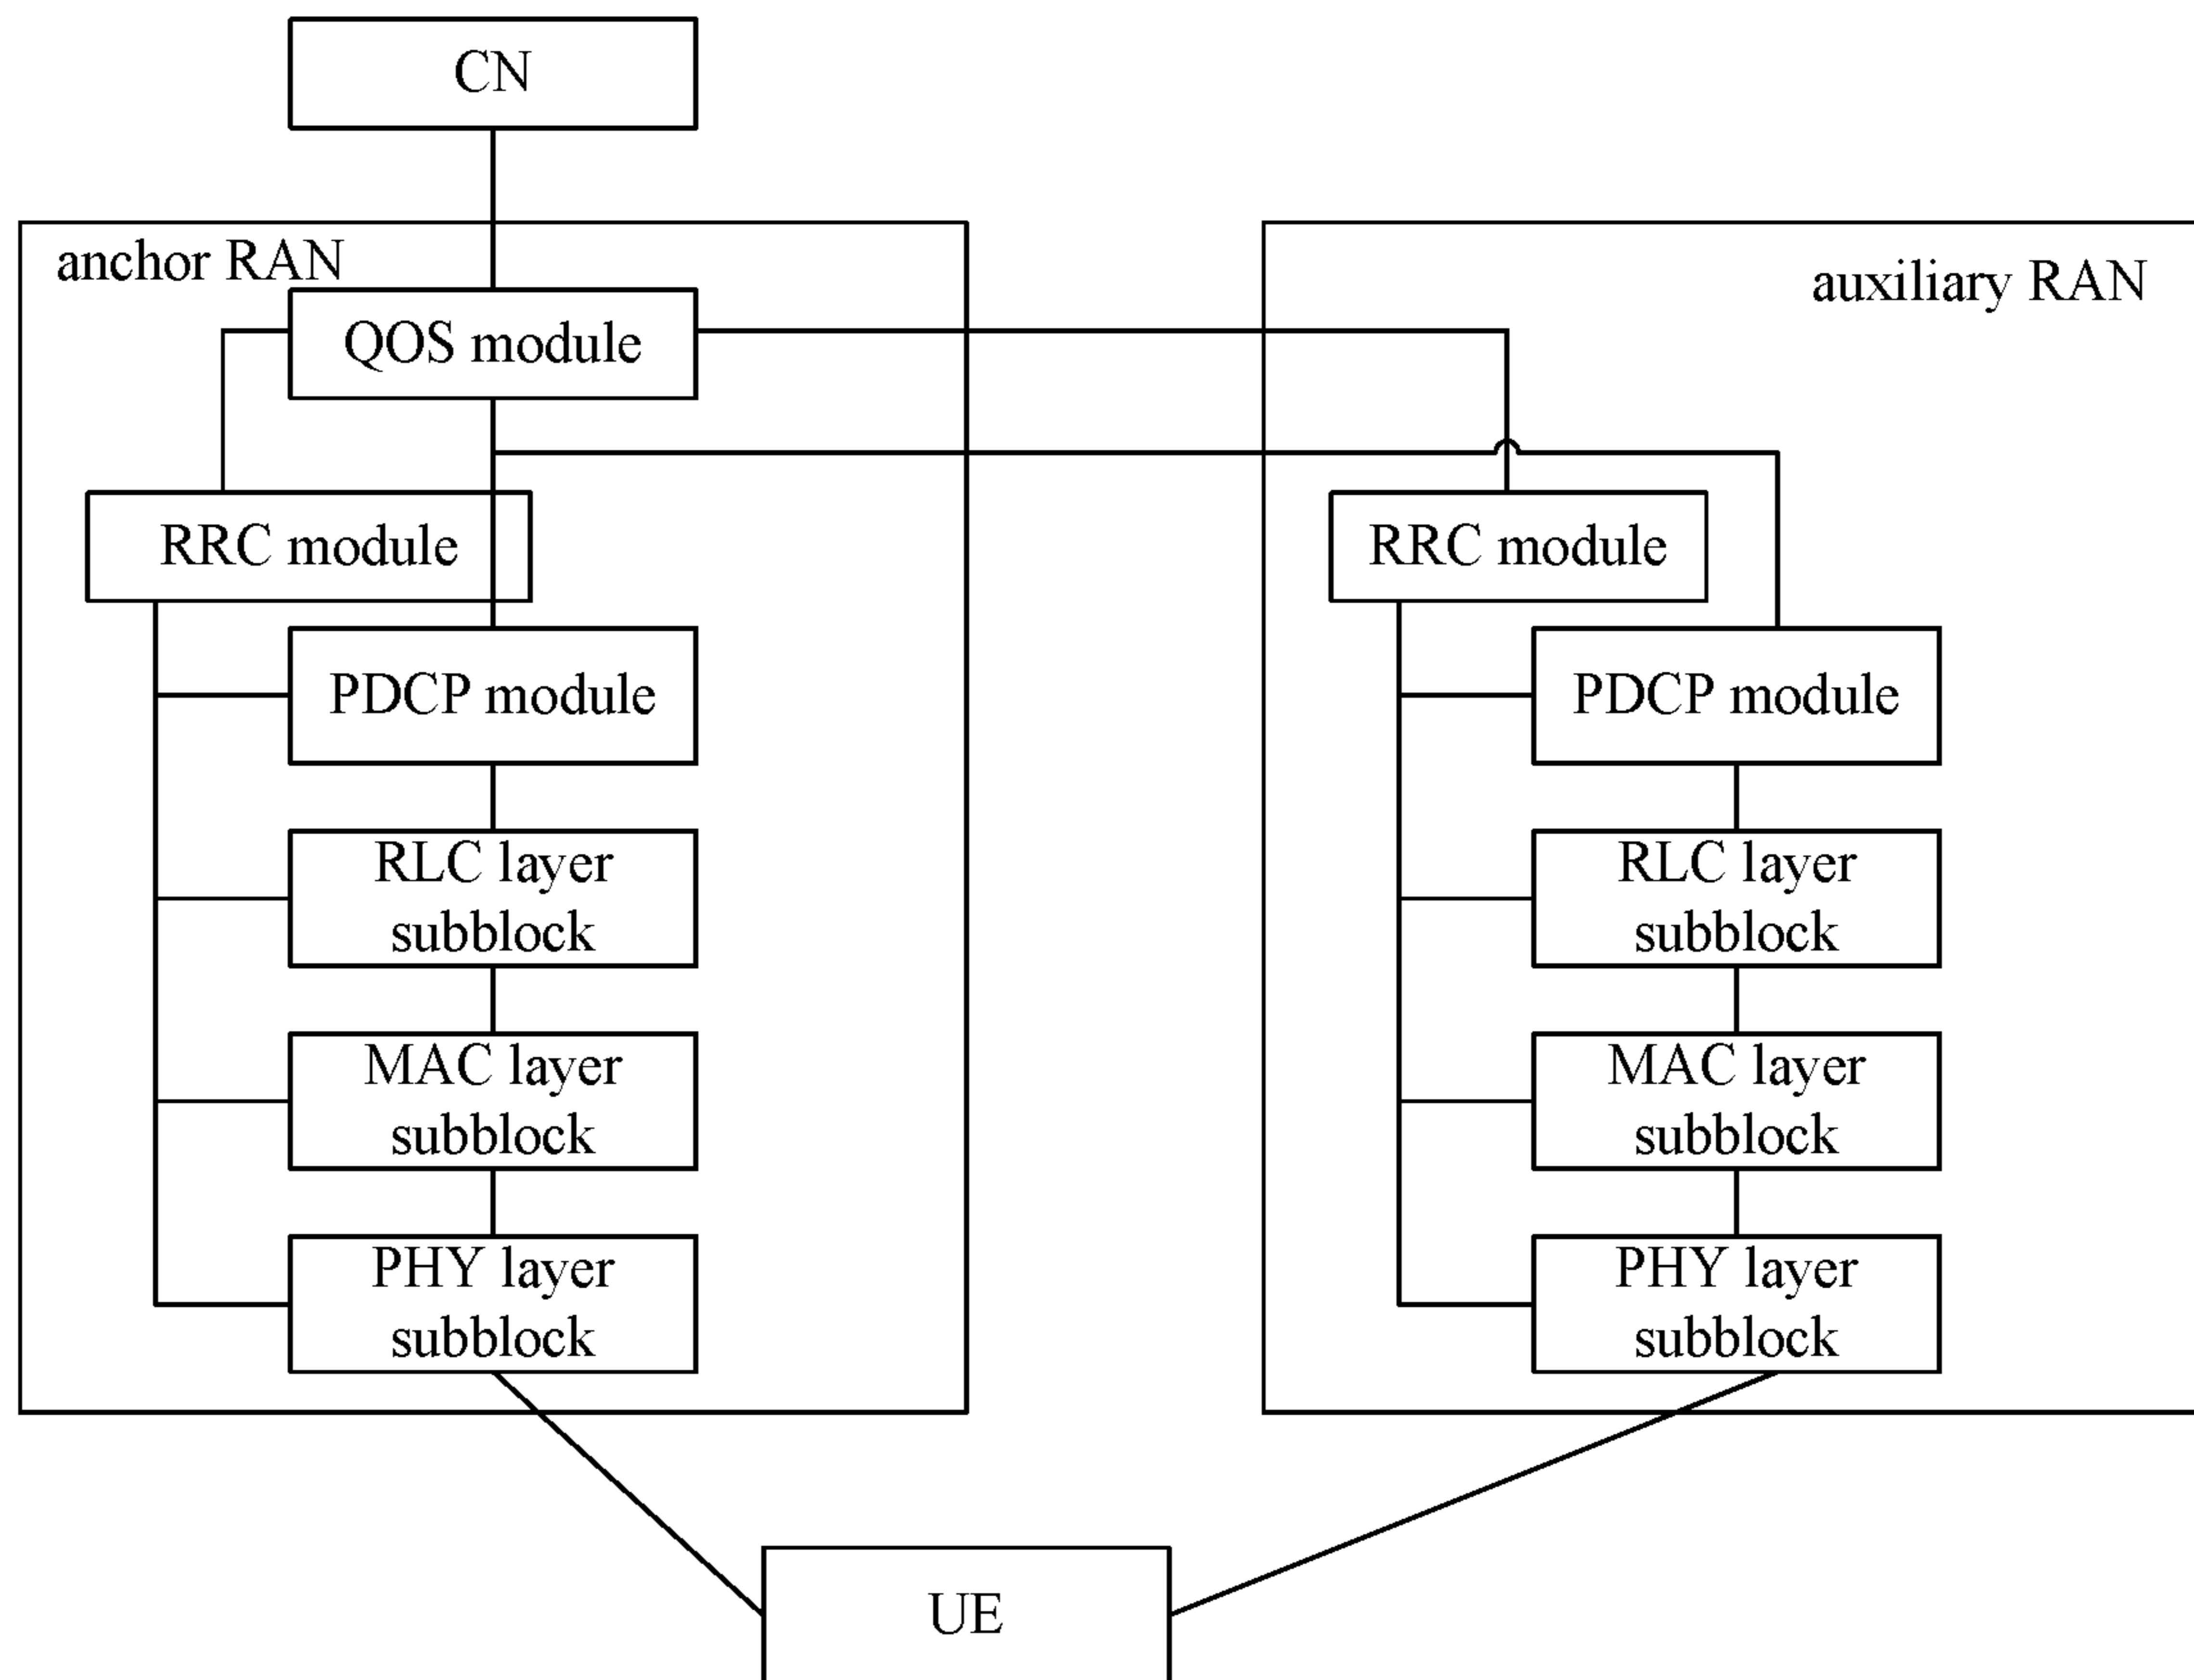 CN
anchor RAN
QOS module
RRC module
PDCP module
RLC layer
subblock
MAC layer
subblock
PHY layer
subblock
auxiliary RAN
RRC module
PDCP module
RLC layer
subblock
MAC layer
subblock
PHY layer
subblock
UE